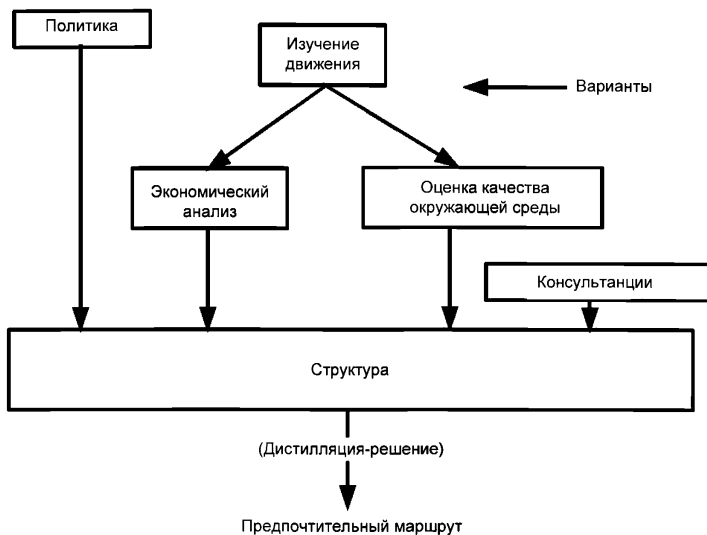 Политика
Изучение
движения
Варианты
Экономический
анализ
Оценка качества
окружающей среды
Консультанции
Структура
(Дистилляция-решение)
Предпочтительный маршрут